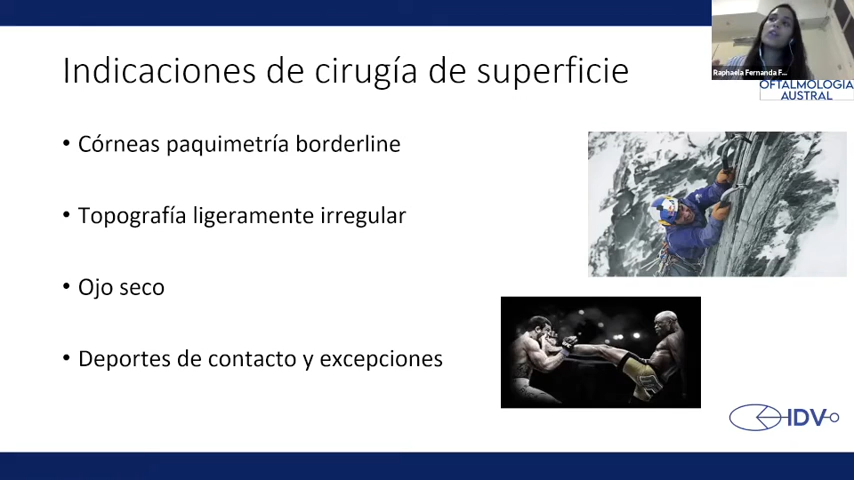 Indicaciones de cirugía de superficie
Raphaela Fernanda F...
OFTALMOLOGIA
AUSTRAL
• Córneas paquimetría borderline
• Topografía ligeramente irregular
• Ojo seco
• Deportes de contacto y excepciones
IDV